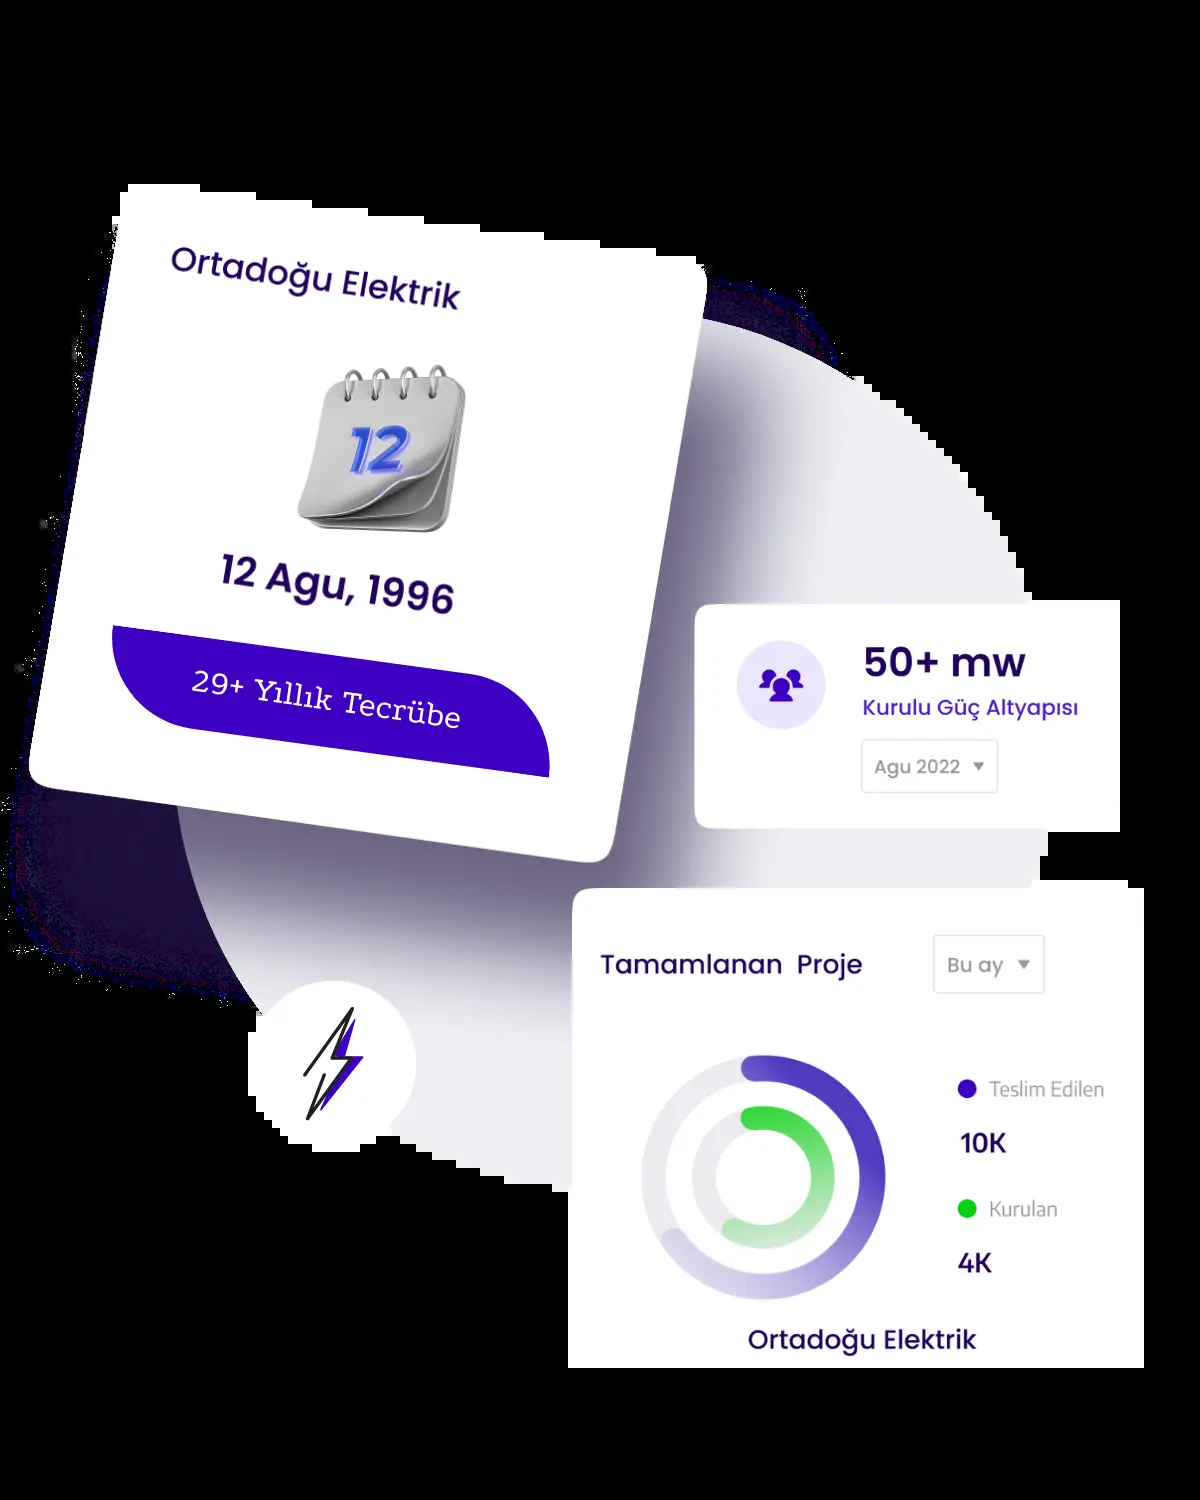 Ortadoğu Elektrik
12
12 Agu, 1996
29+ Yıllık Tecrübe
50+ mw
Kurulu Güç Altyapısı
Agu 2022
Tamamlanan Proje
Bu ay
Teslim Edilen
10K
Kurulan
4K
Ortadoğu Elektrik